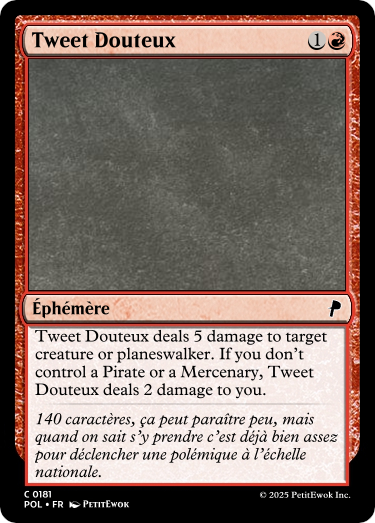 Tweet Douteux 1
Éphémère
Tweet Douteux deals 5 damage to target
creature or planeswalker. If you don't
control a Pirate or a Mercenary, Tweet
Douteux deals 2 damage to you.
140 caractères, ça peut paraître peu, mais
quand on sait s'y prendre c'est déjà bien assez
pour déclencher une polémique à l'échelle
nationale.
C 0181
POL • FR PetitEwok
© 2025 PetitEwok Inc.